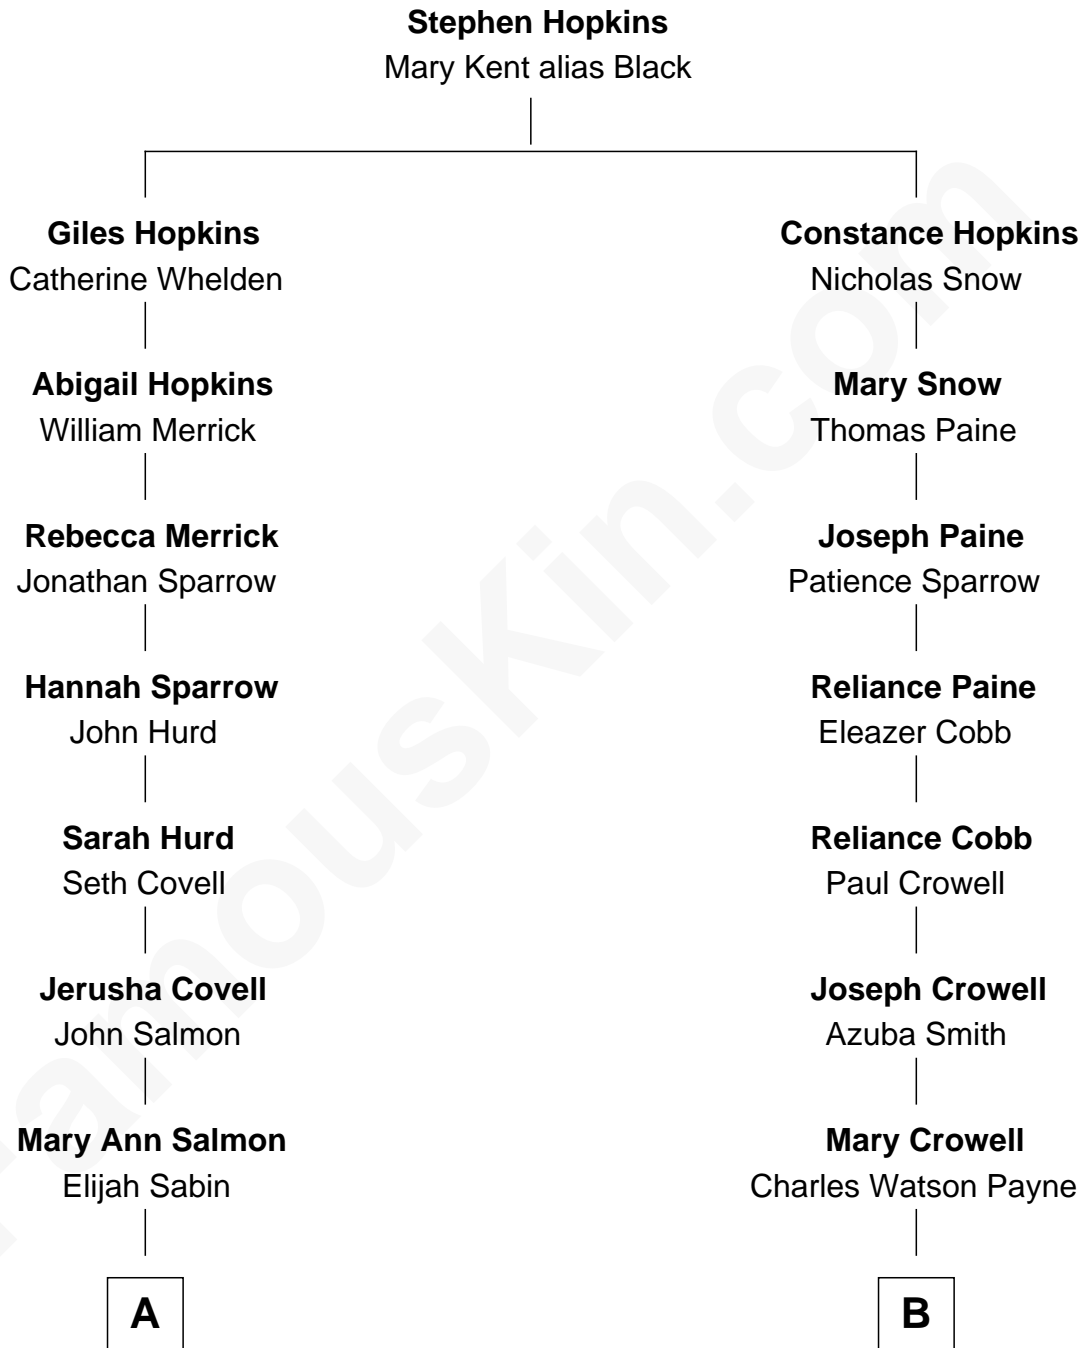 Stephen Hopkins
Mary Kent alias Black
Giles Hopkins
Catherine Whelden
Constance Hopkins
Nicholas Snow
Abigail Hopkins
William Merrick
Mary Snow
Thomas Paine
Rebecca Merrick
Jonathan Sparrow
Joseph Paine
Patience Sparrow
Hannah Sparrow
John Hurd
Reliance Paine
Eleazer Cobb
Sarah Hurd
Seth Covell
Reliance Cobb
Paul Crowell
Jerusha Covell
John Salmon
Joseph Crowell
Azuba Smith
Mary Ann Salmon
Elijah Sabin
Mary Crowell
Charles Watson Payne
A
B
FamousKin.com